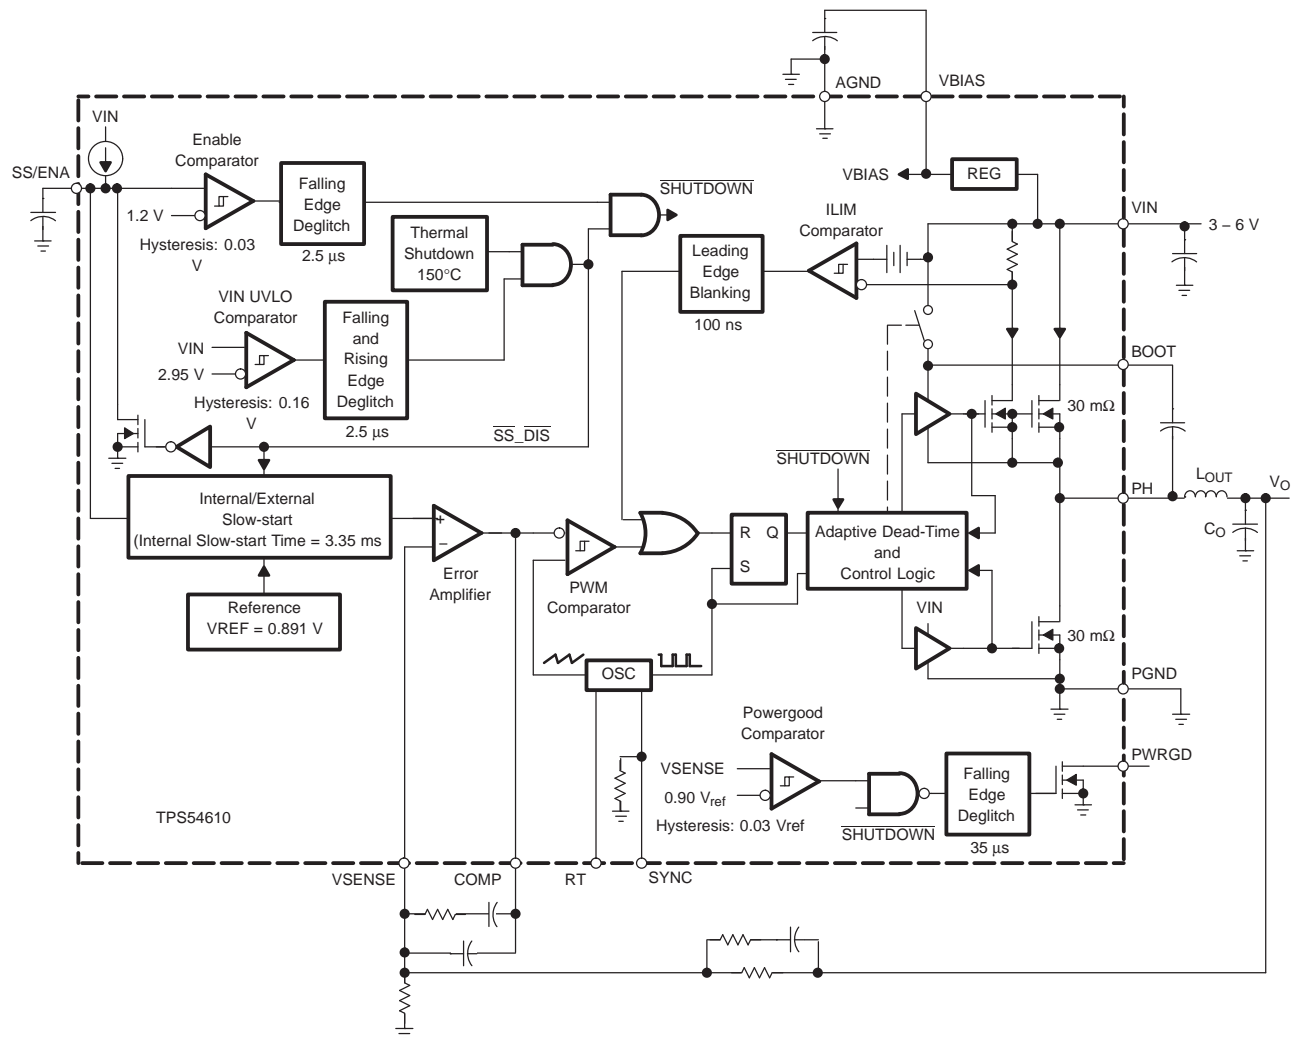 AGND
VBIAS
VIN
Enable
Comparator
SS/ENA
1.2 V
Hysteresis: 0.03
V
Falling
Edge
Deglitch
2.5 μs
SHUTDOWN
VBIAS
REG
VIN
3 – 6 V
Thermal
Shutdown
150°C
ILIM
Comparator
Leading
Edge
Blanking
100 ns
VIN UVLO
Comparator
VIN
2.95 V
Hysteresis: 0.16
V
Falling
and
Rising
Edge
Deglitch
2.5 μs
BOOT
30 mΩ
SS_DIS
SHUTDOWN
Internal/External
Slow-start
(Internal Slow-start Time = 3.35 ms
Reference
VREF = 0.891 V
+
−
Error
Amplifier
PWM
Comparator
R Q
S
Adaptive Dead-Time
and
Control Logic
PH
LOUT
VO
CO
VIN
30 mΩ
OSC
PGND
Powergood
Comparator
VSENSE
0.90 Vref
Hysteresis: 0.03 Vref
SHUTDOWN
Falling
Edge
Deglitch
35 μs
PWRGD
TPS54610
VSENSE
COMP
RT
SYNC